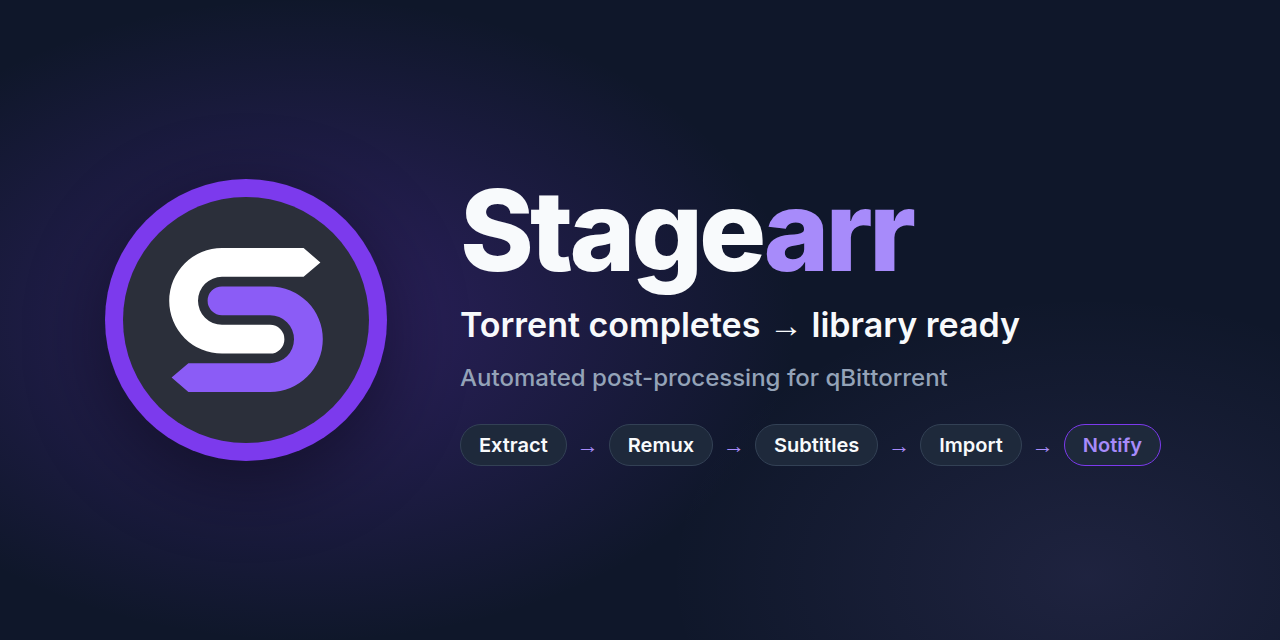 Stagearr
Torrent completes → library ready
Automated post-processing for qBittorrent
Extract → Remux → Subtitles → Import → Notify